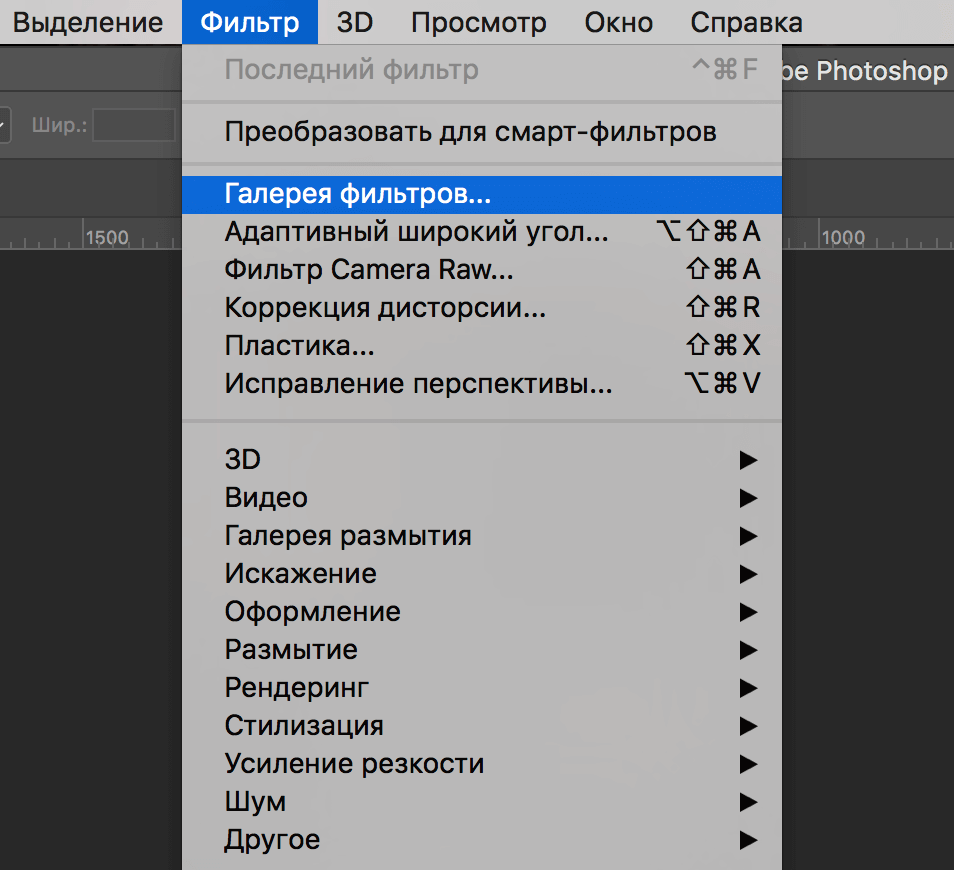 Выделение Фильтр 3D Просмотр Окно Справка
Последний фильтр ^⌘F
be Photoshop
Шир.:
Преобразовать для смарт-фильтров
Галерея фильтров...
1500
1000
Адаптивный широкий угол... ⌥⇧⌘A
Фильтр Camera Raw... ⇧⌘A
Коррекция дисторсии... ⇧⌘R
Пластика... ⇧⌘X
Исправление перспективы... ⌥⌘V
3D ▶
Видео ▶
Галерея размытия ▶
Искажение ▶
Оформление ▶
Размытие ▶
Рендеринг ▶
Стилизация ▶
Усиление резкости ▶
Шум ▶
Другое ▶